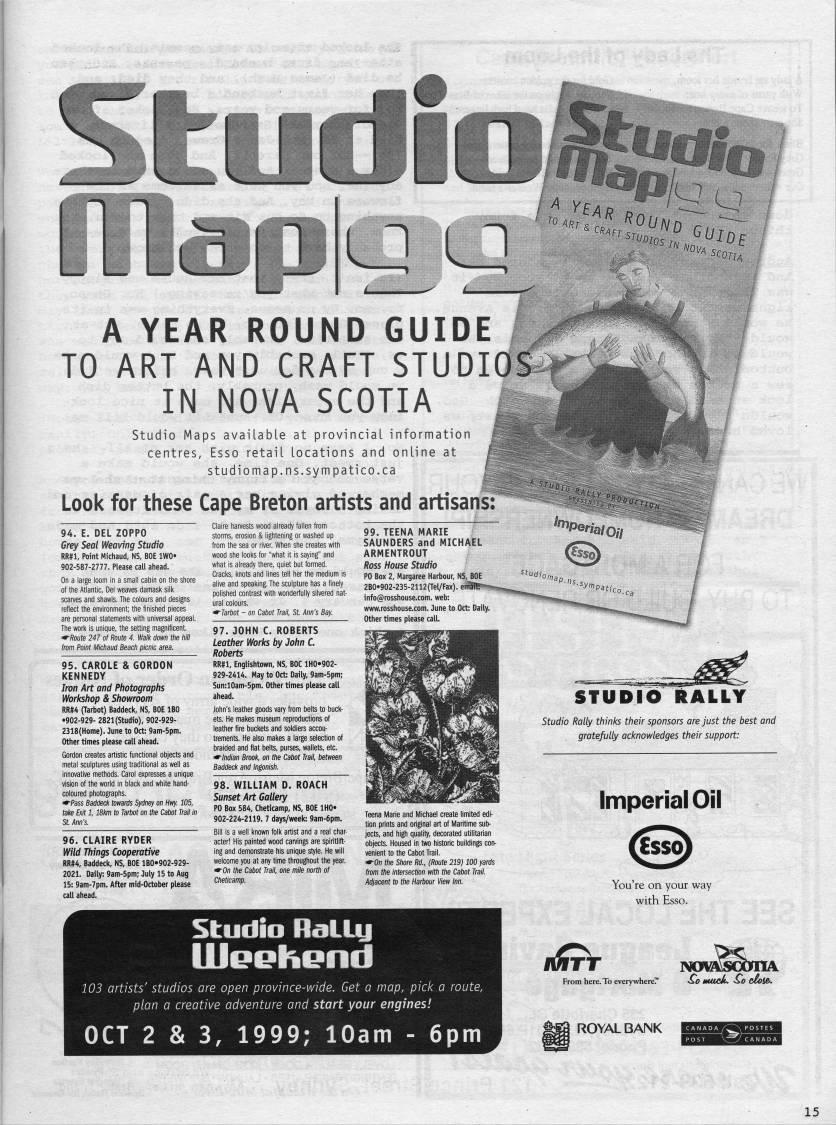 Studio
Map|99
A YEAR ROUND GUIDE
TO ART AND CRAFT STUDIOS
IN NOVA SCOTIA
Studio Maps available at provincial information
centres, Esso retail locations and online at
studiomap.ns.sympatico.ca
Studio
Map|99
A YEAR ROUND GUIDE
TO ART & CRAFT STUDIOS IN NOVA SCOTIA
A STUDIO RALLY PRODUCTION
PRESENTED BY
Imperial Oil
Esso
studiomap.ns.sympatico.ca
Look for these Cape Breton artists and artisans:
94. E. DEL ZOPPO
Grey Seal Weaving Studio
RR#1, Point Michaud, NS, BOE 1WO•
902-587-2777. Please call ahead.
On a large loom in a small cabin on the shore
of the Atlantic, Del weaves damask silk
scarves and shawls. The colours and designs
reflect the environment; the finished pieces
are personal statements with universal appeal.
The work is unique, the setting magnificent.
☛Route 247 of Route 4. Walk down the hill
from Point Michaud Beach picnic area.
95. CAROLE & GORDON
KENNEDY
Iron Art and Photographs
Workshop & Showroom
RR#4 (Tarbot) Baddeck, NS, BOE 1BO
•902-929- 2821(Studio), 902-929-
2318(Home). June to Oct: 9am-5pm.
Other times please call ahead.
Gordon creates artistic functional objects and
metal sculptures using traditional as well as
innovative methods. Carol expresses a unique
vision of the world in black and white hand-
coloured photographs.
☛Pass Baddeck towards Sydney on Hwy. 105,
take Exit 1, 18km to Tarbot on the Cabot Trail in
St. Ann's.
96. CLAIRE RYDER
Wild Things Cooperative
RR#4, Baddeck, NS, BOE 1BO•902-929-
2021. Daily: 9am-5pm; July 15 to Aug
15: 9am-7pm. After mid-October please
call ahead.
Claire harvests wood already fallen from
storms, erosion & lightening or washed up
from the sea or river. When she creates with
wood she looks for "what it is saying" and
what is already there, quiet but formed.
Cracks, knots and lines tell her the medium is
alive and speaking. The sculpture has a finely
polished contrast with wonderfully silvered nat-
ural colours.
☛Tarbot – on Cabot Trail, St. Ann's Bay.
97. JOHN C. ROBERTS
Leather Works by John C.
Roberts
RR#1, Englishtown, NS, BOC 1HO•902-
929-2414. May to Oct: Daily, 9am-5pm;
Sun:10am-5pm. Other times please call
ahead.
John's leather goods vary from belts to buck-
ets. He makes museum reproductions of
leather fire buckets and soldiers accou-
trements. He also makes a large selection of
braided and flat belts, purses, wallets, etc.
☛Indian Brook, on the Cabot Trail, between
Baddeck and Ingonish.
98. WILLIAM D. ROACH
Sunset Art Gallery
PO Box 584, Cheticamp, NS, BOE 1HO•
902-224-2119. 7 days/week: 9am-6pm.
Bill is a well known folk artist and a real char-
acter! His painted wood carvings are spiritlift-
ing and demonstrate his unique style. He will
welcome you at any time throughout the year.
☛On the Cabot Trail, one mile north of
Cheticamp.
99. TEENA MARIE
SAUNDERS and MICHAEL
ARMENTROUT
Ross House Studio
PO Box 2, Margaree Harbour, NS, BOE
2BO•902-235-2112(Tel/Fax). email:
info@rosshouse.com. web:
www.rosshouse.com. June to Oct: Daily.
Other times please call.
Teena Marie and Michael create limited edi-
tion prints and original art of Maritime sub-
jects, and high quality, decorated utilitarian
objects. Housed in two historic buildings con-
venient to the Cabot Trail.
☛On the Shore Rd., (Route 219) 100 yards
from the intersection with the Cabot Trail.
Adjacent to the Harbour View Inn.
STUDIO RALLY
Studio Rally thinks their sponsors are just the best and
gratefully acknowledges their support:
Imperial Oil
Esso
You're on your way
with Esso.
MTT
From here. To everywhere.™
NOVA SCOTIA
So much. So close.
ROYAL BANK
CANADA POSTES
POST CANADA
Studio Rally
Weekend
103 artists' studios are open province-wide. Get a map, pick a route,
plan a creative adventure and start your engines!
OCT 2 & 3, 1999; 10am - 6pm
15